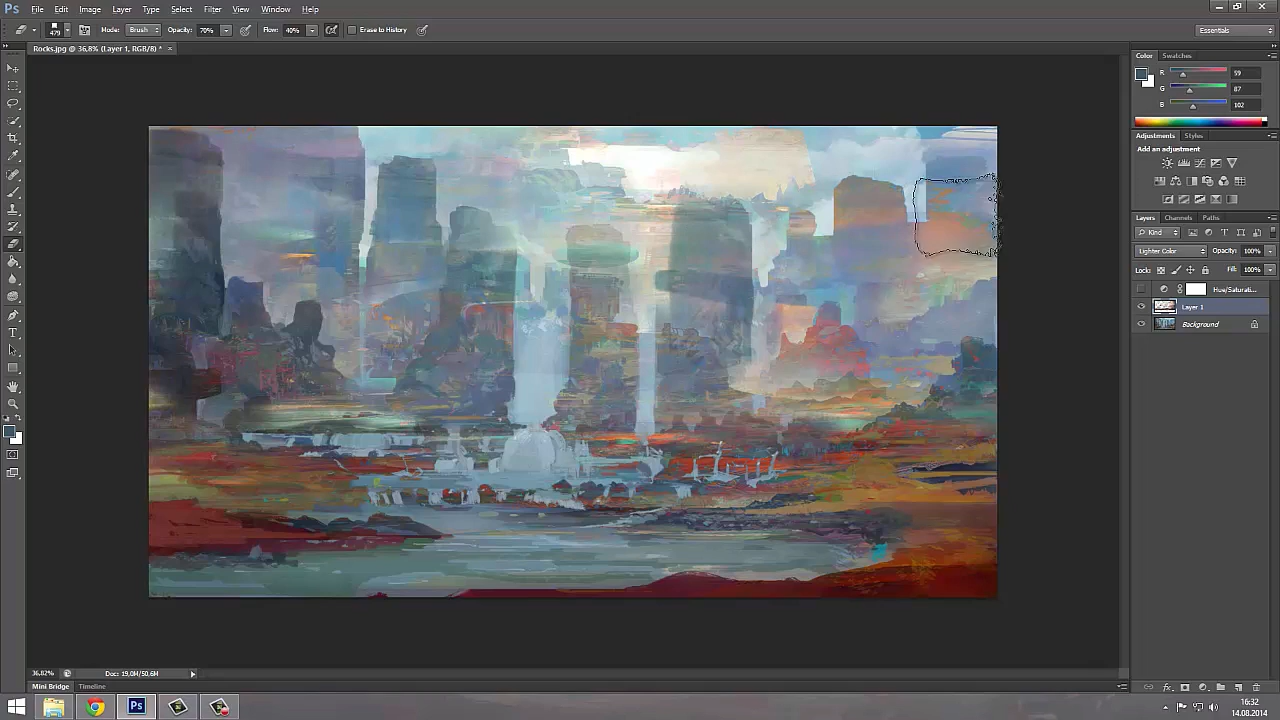 Ps File Edit Image Layer Type Select Filter View Window Help
479 Mode: Brush Opacity: 70% Flow: 40% Erase to History Essentials
Rocks.jpg @ 36,8% (Layer 1, RGB/8) * ×
Color Swatches
R 59
G 87
B 102
Adjustments Styles
Add an adjustment
Layers Channels Paths
Kind
Lighter Color Opacity: 100%
Lock: Fill: 100%
Hue/Saturati...
Layer 1
Background
36,82% Doc: 19,0M/50,6M
Mini Bridge Timeline
Ps
16:32
14.08.2014